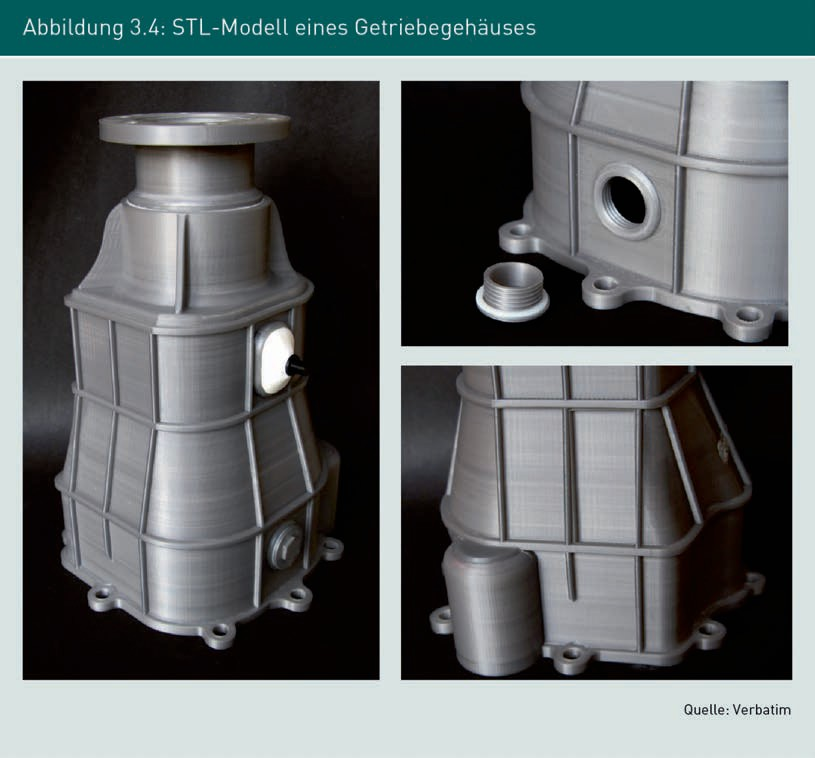 Abbildung 3.4: STL-Modell eines Getriebegehäuses
Quelle: Verbatim